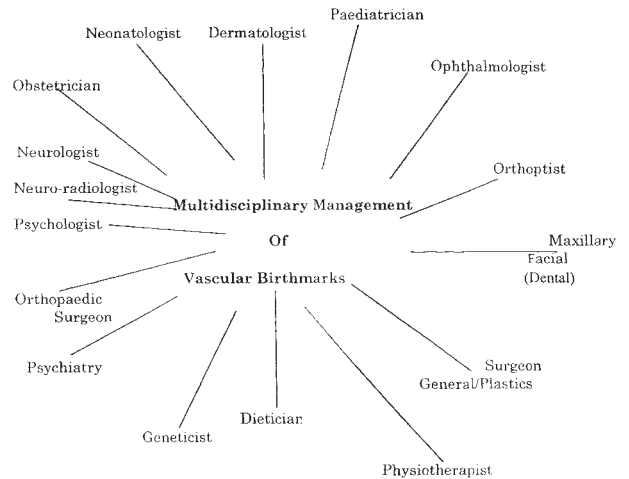 Paediatrician
Neonatologist
Dermatologist
Ophthalmologist
Obstetrician
Neurologist
Orthoptist
Neuro-radiologist
Multidisciplinary Management
Psychologist
Of
Maxillary
Facial
(Dental)
Vascular Birthmarks
Orthopaedic
Surgeon
Psychiatry
Surgeon
General/Plastics
Dietician
Geneticist
Physiotherapist